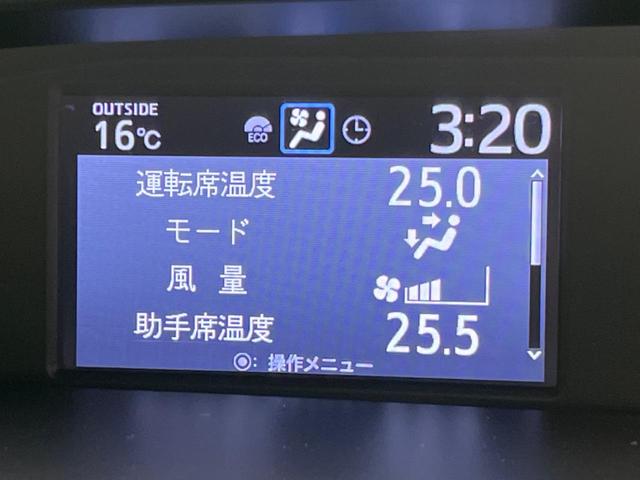 OUTSIDE
16℃ ECO 3:20
運転席温度 25.0
モード
風 量
助手席温度 25.5
◉: 操作メニュー